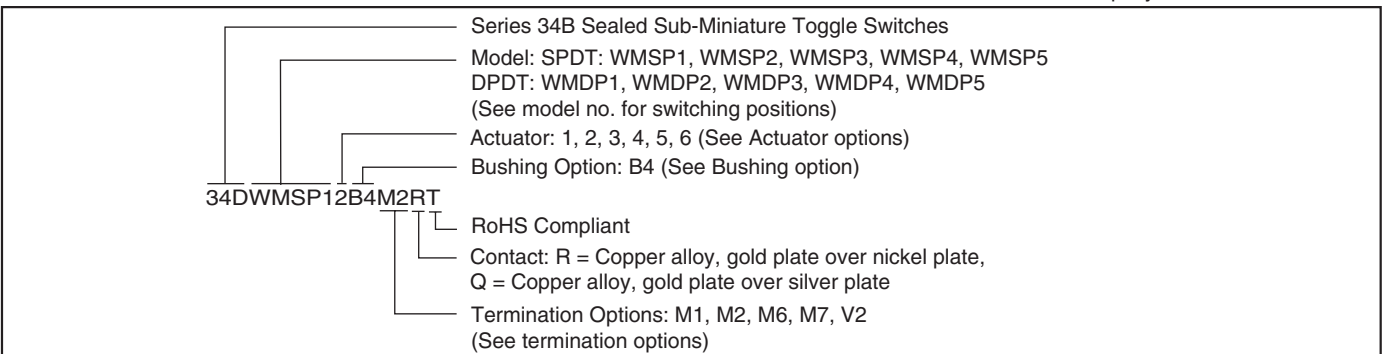 Series 34B Sealed Sub-Miniature Toggle Switches
Model: SPDT: WMSP1, WMSP2, WMSP3, WMSP4, WMSP5
DPDT: WMDP1, WMDP2, WMDP3, WMDP4, WMDP5
(See model no. for switching positions)
Actuator: 1, 2, 3, 4, 5, 6 (See Actuator options)
Bushing Option: B4 (See Bushing option)
34DWMSP12B4M2RT
RoHS Compliant
Contact: R = Copper alloy, gold plate over nickel plate,
Q = Copper alloy, gold plate over silver plate
Termination Options: M1, M2, M6, M7, V2
(See termination options)